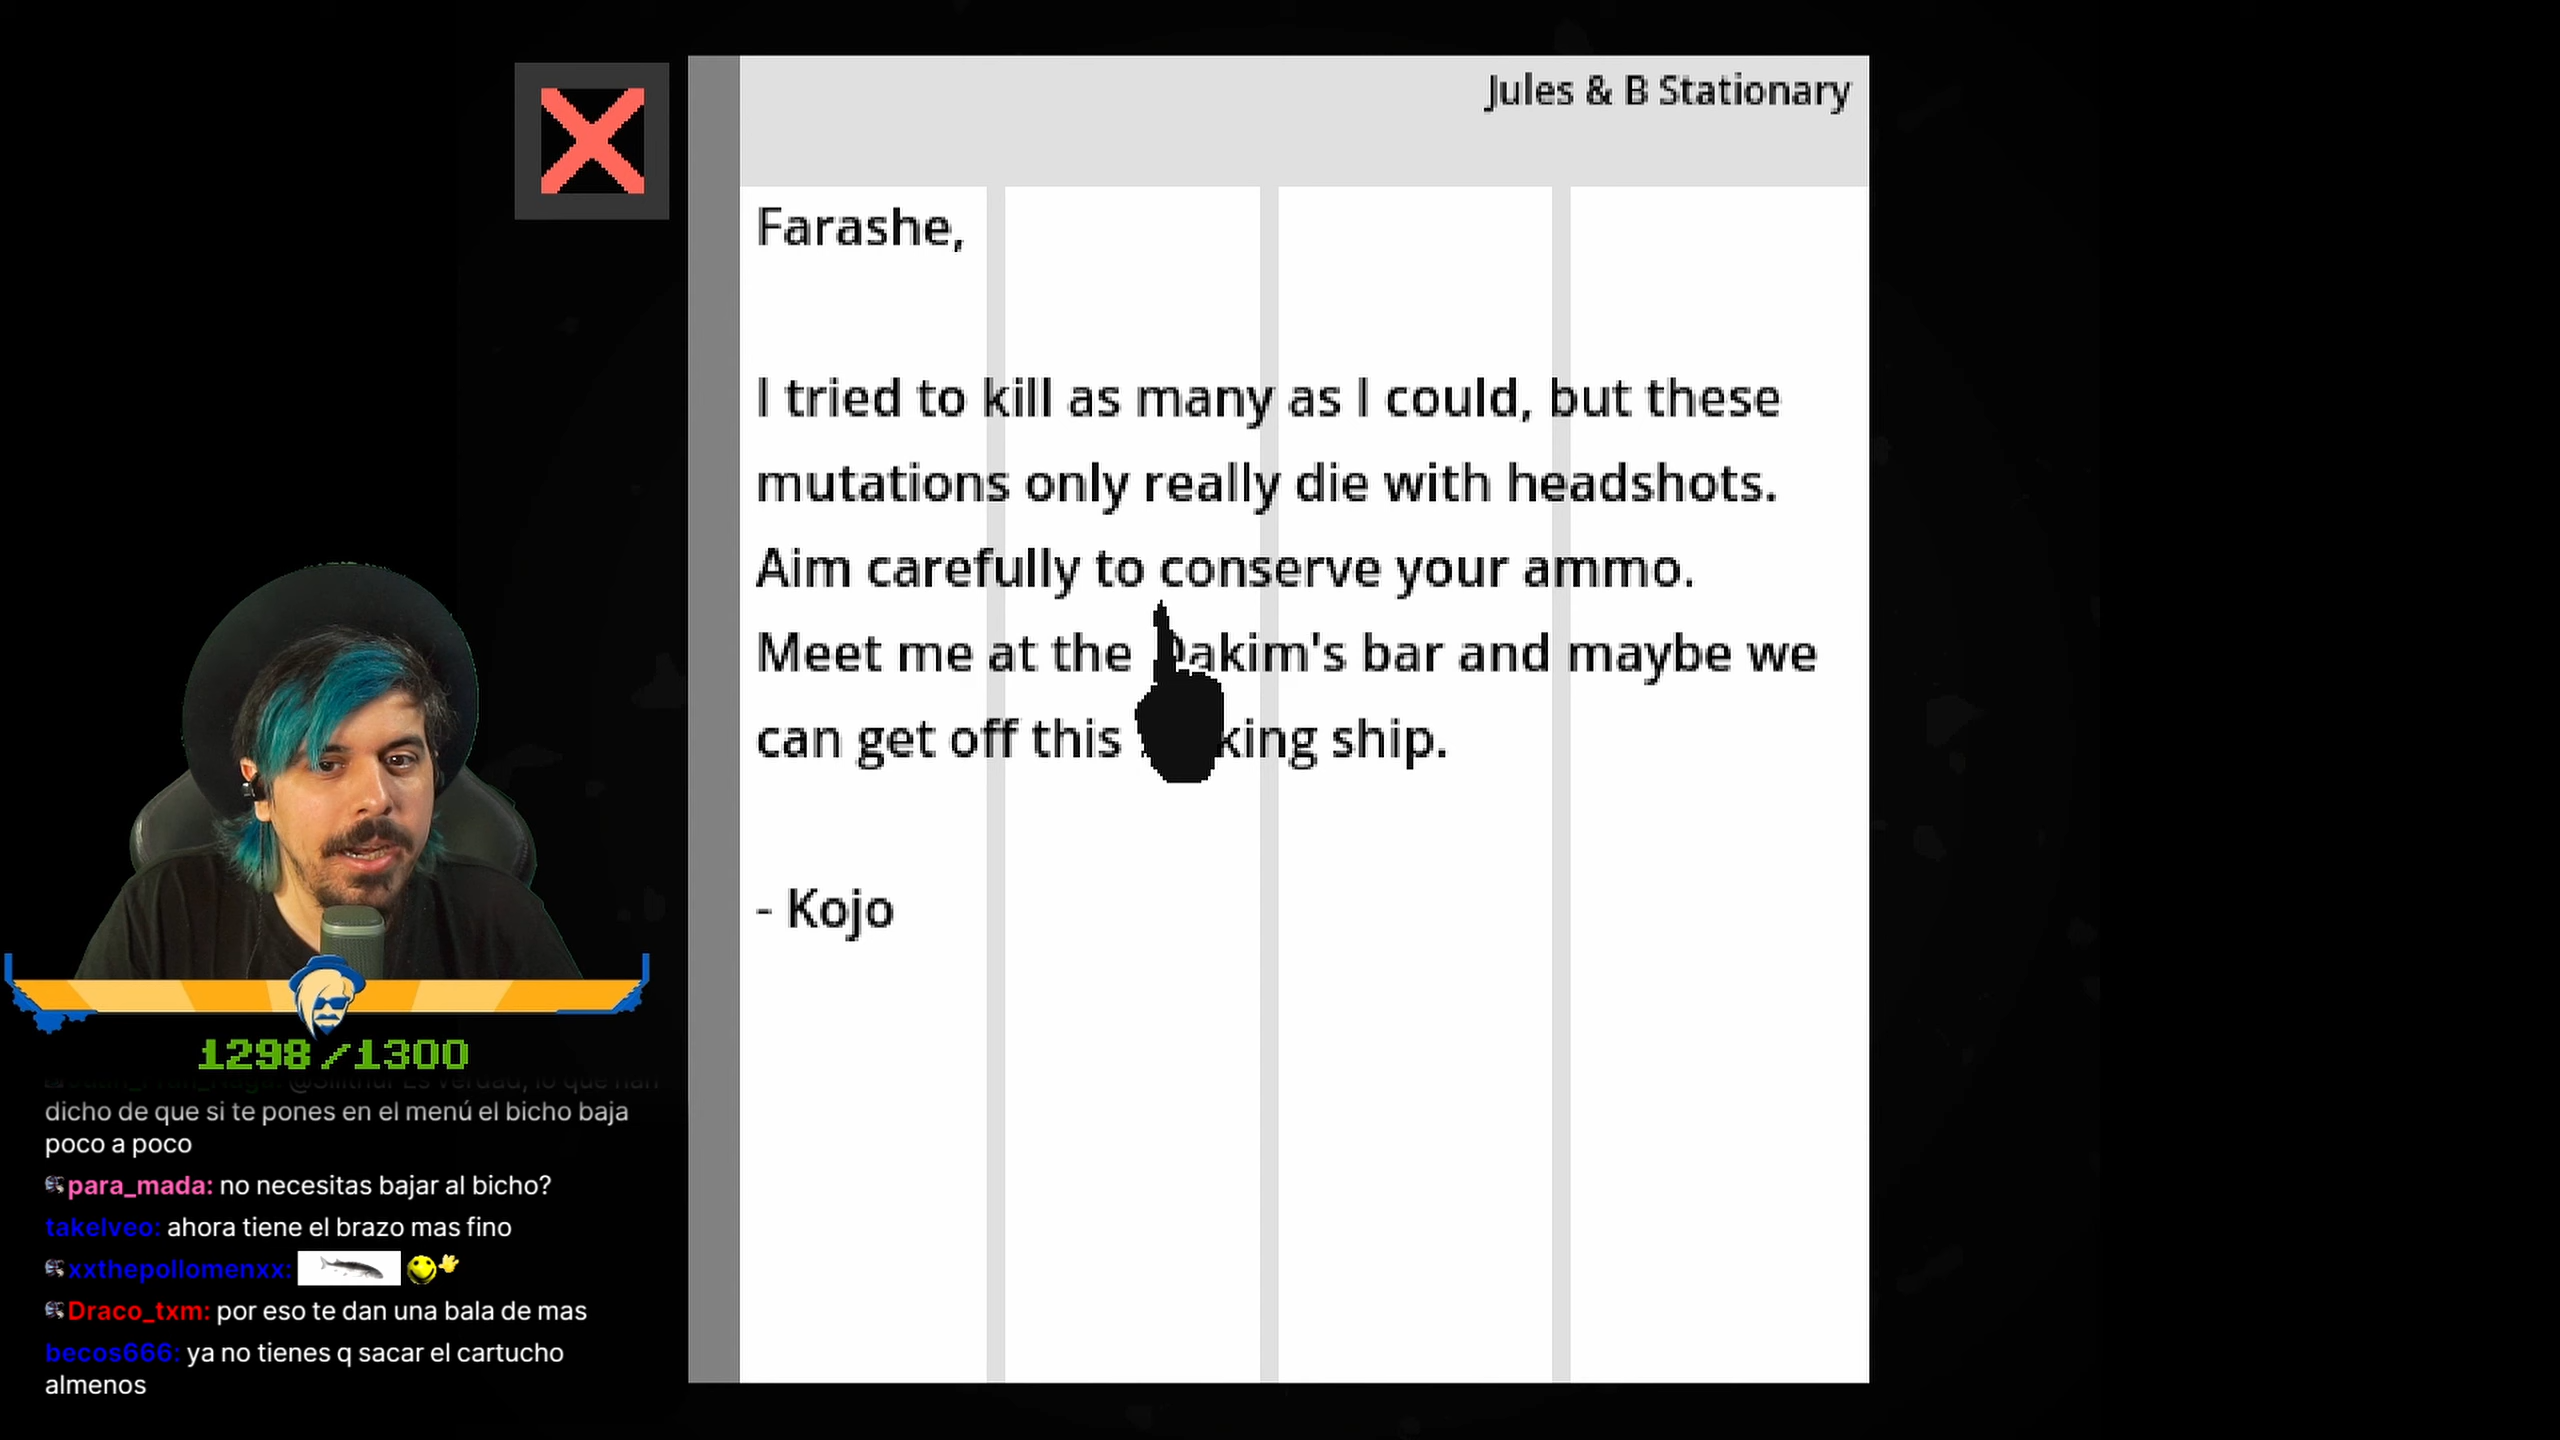 Jules & B Stationary
Farashe,
I tried to kill as many as I could, but these
mutations only really die with headshots.
Aim carefully to conserve your ammo.
Meet me at the Dakim's bar and maybe we
can get off this king ship.
- Kojo
1298/1300
dicho de que si te pones en el menú el bicho baja
poco a poco
para_mada: no necesitas bajar al bicho?
takelveo: ahora tiene el brazo mas fino
xxthepollomenxx:
Draco_txm: por eso te dan una bala de mas
becos666: ya no tienes q sacar el cartucho
almenos